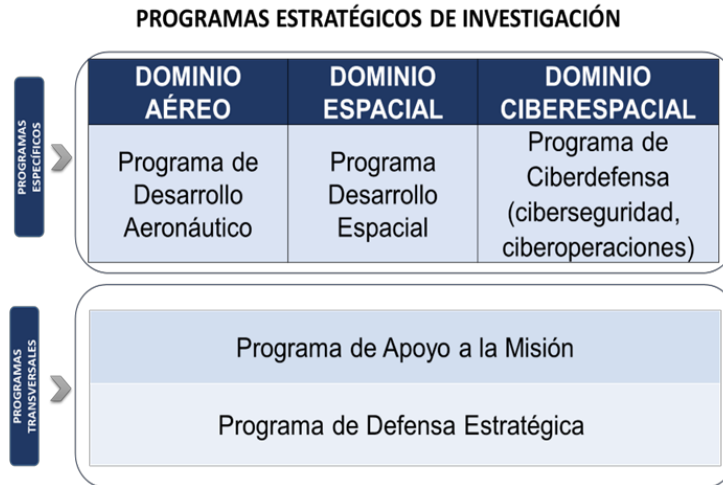 PROGRAMAS ESTRATÉGICOS DE INVESTIGACIÓN
PROGRAMAS
ESPECÍFICOS
DOMINIO
AÉREO
DOMINIO
ESPACIAL
DOMINIO
CIBERESPACIAL
Programa de
Desarrollo
Aeronáutico
Programa
Desarrollo
Espacial
Programa de
Ciberdefensa
(ciberseguridad,
ciberoperaciones)
PROGRAMAS
TRANSVERSALES
Programa de Apoyo a la Misión
Programa de Defensa Estratégica